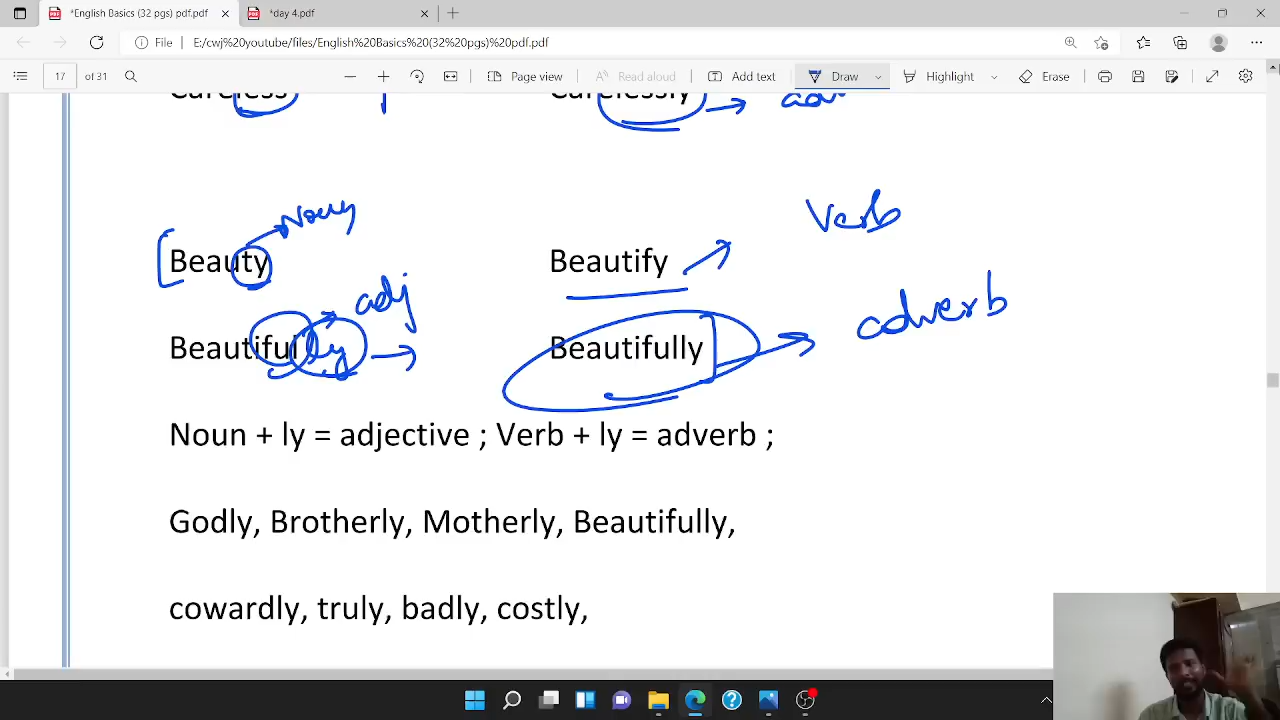 *English Basics (32 pgs) pdf.pdf
*day 4.pdf
File
E:/cwj%20youtube/files/English%20Basics%20(32%20pgs)%20pdf.pdf
17 of 31
Page view
Read aloud
Add text
Draw
Highlight
Erase
Careless Carelessly
Noun
Verb
Beauty Beautify
adj
adverb
Beautiful ly Beautifully
Noun + ly = adjective ; Verb + ly = adverb ;
Godly, Brotherly, Motherly, Beautifully,
cowardly, truly, badly, costly,